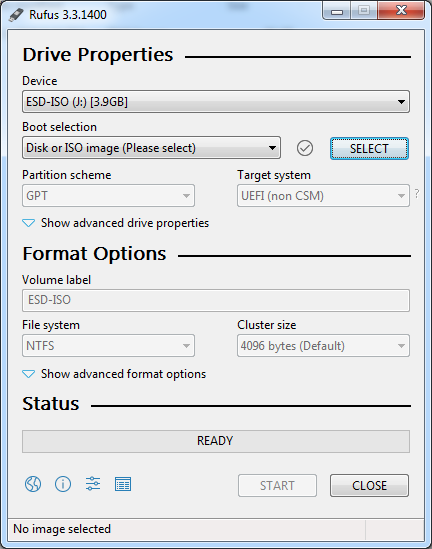 Rufus 3.3.1400
Drive Properties
Device
ESD-ISO (J:) [3.9GB]
Boot selection
Disk or ISO image (Please select)
SELECT
Partition scheme
Target system
GPT
UEFI (non CSM)
?
Show advanced drive properties
Format Options
Volume label
ESD-ISO
File system
Cluster size
NTFS
4096 bytes (Default)
Show advanced format options
Status
READY
START
CLOSE
No image selected